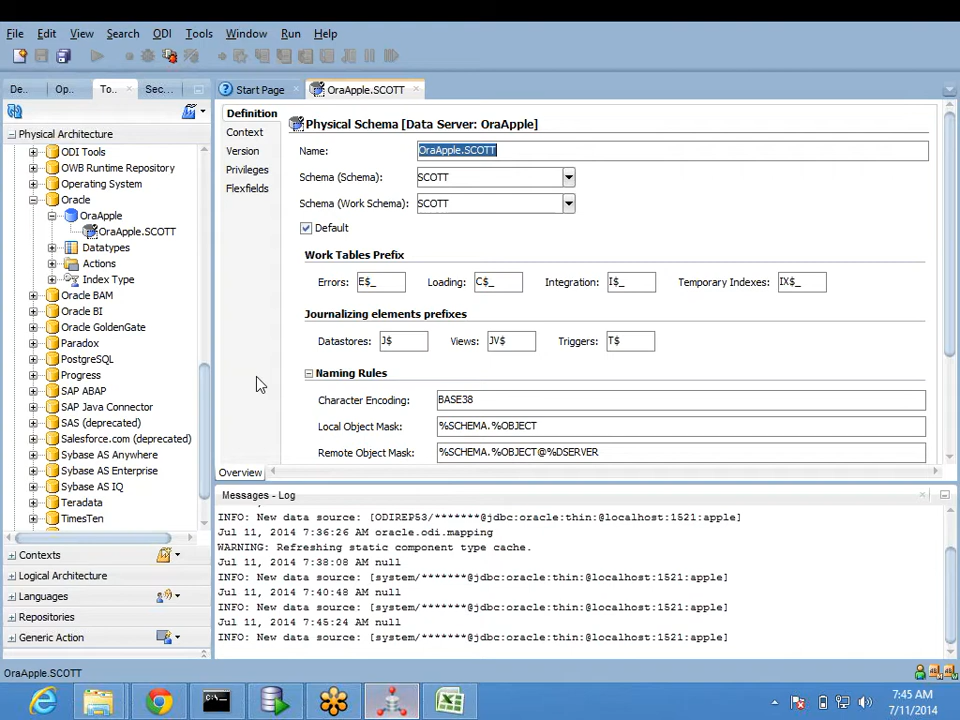 File Edit View Search ODI Tools Window Run Help
De.. Op.. To.. Sec... Start Page OraApple.SCOTT
Physical Architecture
ODI Tools
OWB Runtime Repository
Operating System
Oracle
OraApple
OraApple.SCOTT
Datatypes
Actions
Index Type
Oracle BAM
Oracle BI
Oracle GoldenGate
Paradox
PostgreSQL
Progress
SAP ABAP
SAP Java Connector
SAS (deprecated)
Salesforce.com (deprecated)
Sybase AS Anywhere
Sybase AS Enterprise
Sybase AS IQ
Teradata
TimesTen
Contexts
Logical Architecture
Languages
Repositories
Generic Action
Definition
Context
Version
Privileges
Flexfields
Overview
Physical Schema [Data Server: OraApple]
Name: OraApple.SCOTT
Schema (Schema): SCOTT
Schema (Work Schema): SCOTT
Default
Work Tables Prefix
Errors: E$_ Loading: C$_ Integration: I$_ Temporary Indexes: IX$_
Journalizing elements prefixes
Datastores: J$ Views: JV$ Triggers: T$
Naming Rules
Character Encoding: BASE38
Local Object Mask: %SCHEMA.%OBJECT
Remote Object Mask: %SCHEMA.%OBJECT@%DSERVER
Messages - Log
INFO: New data source: [ODIREP53/*******@jdbc:oracle:thin:@localhost:1521:apple]
Jul 11, 2014 7:36:26 AM oracle.odi.mapping
WARNING: Refreshing static component type cache.
Jul 11, 2014 7:38:08 AM null
INFO: New data source: [system/*******@jdbc:oracle:thin:@localhost:1521:apple]
Jul 11, 2014 7:40:48 AM null
INFO: New data source: [system/*******@jdbc:oracle:thin:@localhost:1521:apple]
Jul 11, 2014 7:45:24 AM null
INFO: New data source: [system/*******@jdbc:oracle:thin:@localhost:1521:apple]
OraApple.SCOTT
7:45 AM
7/11/2014